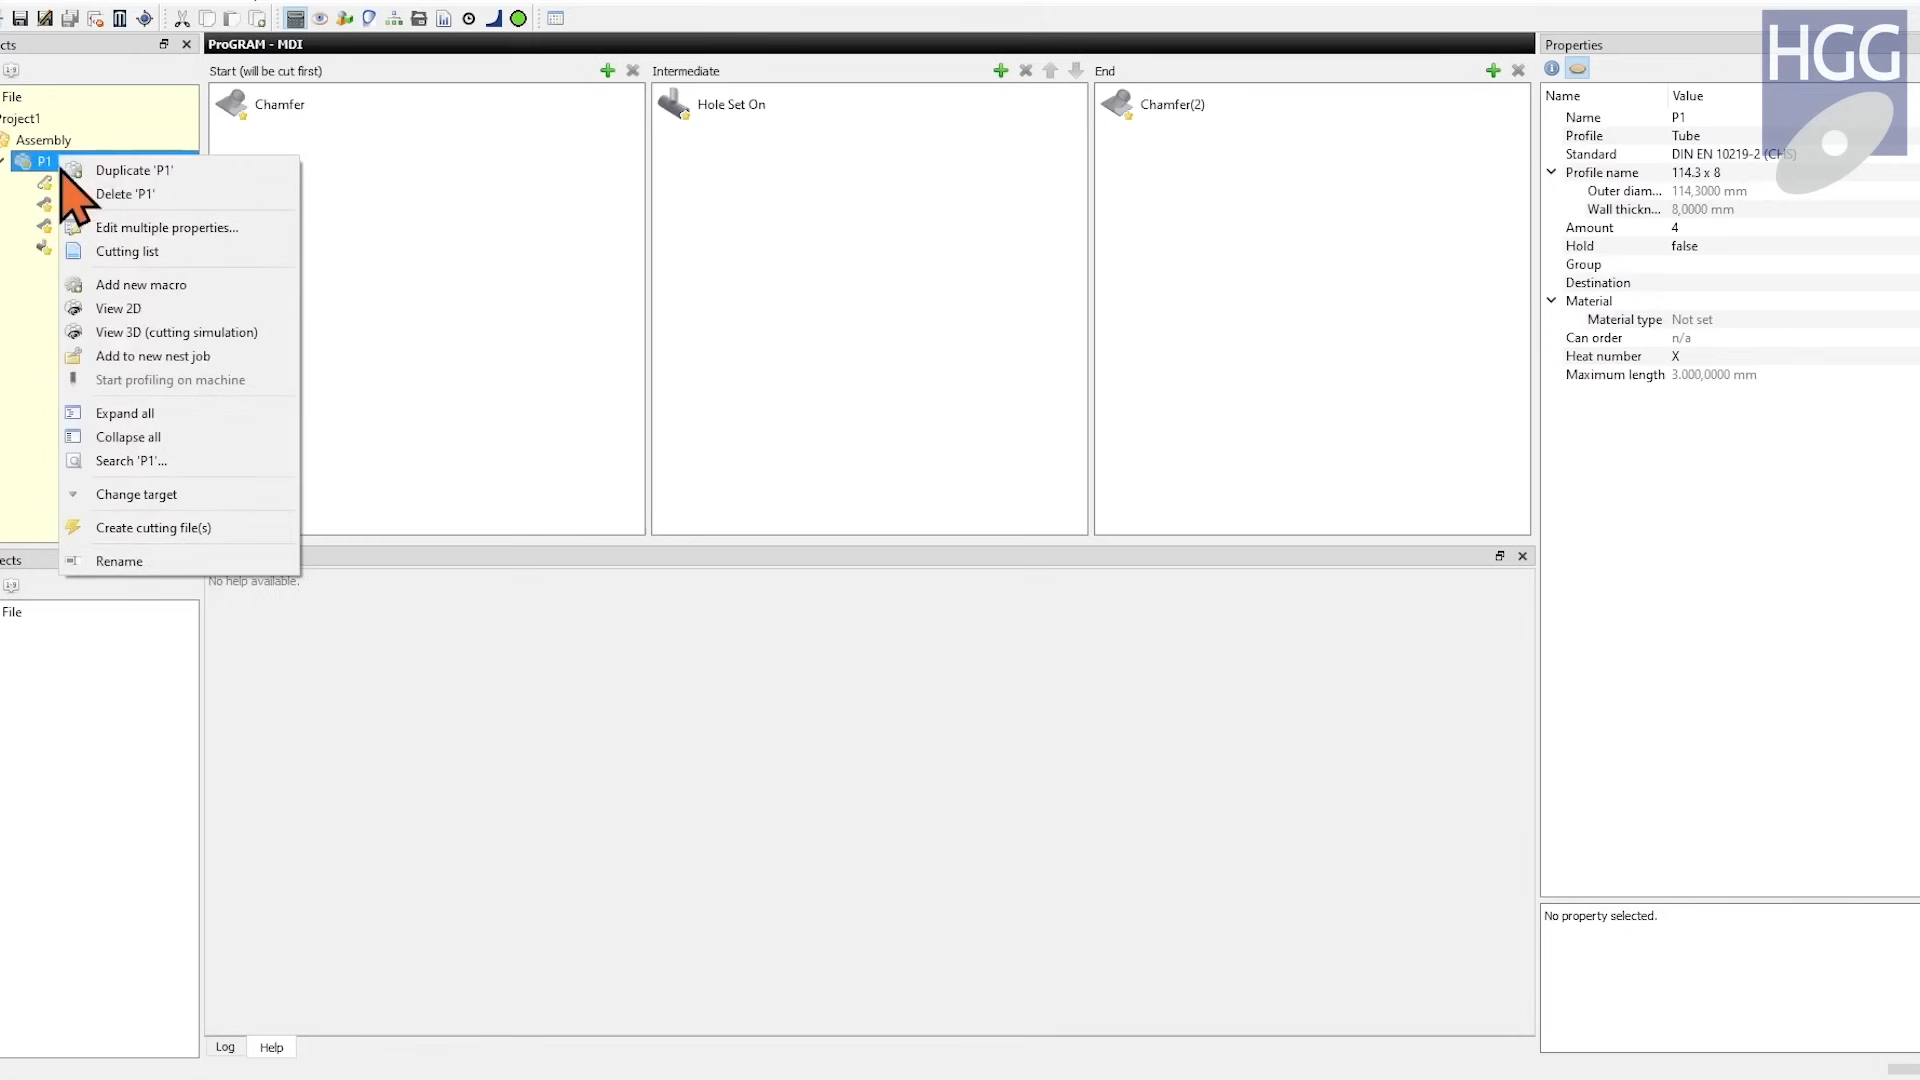 cts
ProGRAM - MDI
Properties
HGG
Start (will be cut first)
Intermediate
End
File
Project1
Assembly
P1
Duplicate 'P1'
Delete 'P1'
Edit multiple properties...
Cutting list
Add new macro
View 2D
View 3D (cutting simulation)
Add to new nest job
Start profiling on machine
Expand all
Collapse all
Search 'P1'...
Change target
Create cutting file(s)
Rename
Chamfer
Hole Set On
Chamfer(2)
Name Value
Name P1
Profile Tube
Standard DIN EN 10219-2 (CHS)
Profile name 114.3 x 8
Outer diam... 114,3000 mm
Wall thickn... 8,0000 mm
Amount 4
Hold false
Group
Destination
Material
Material type Not set
Can order n/a
Heat number X
Maximum length 3.000,0000 mm
ects
File
No help available.
No property selected.
Log Help